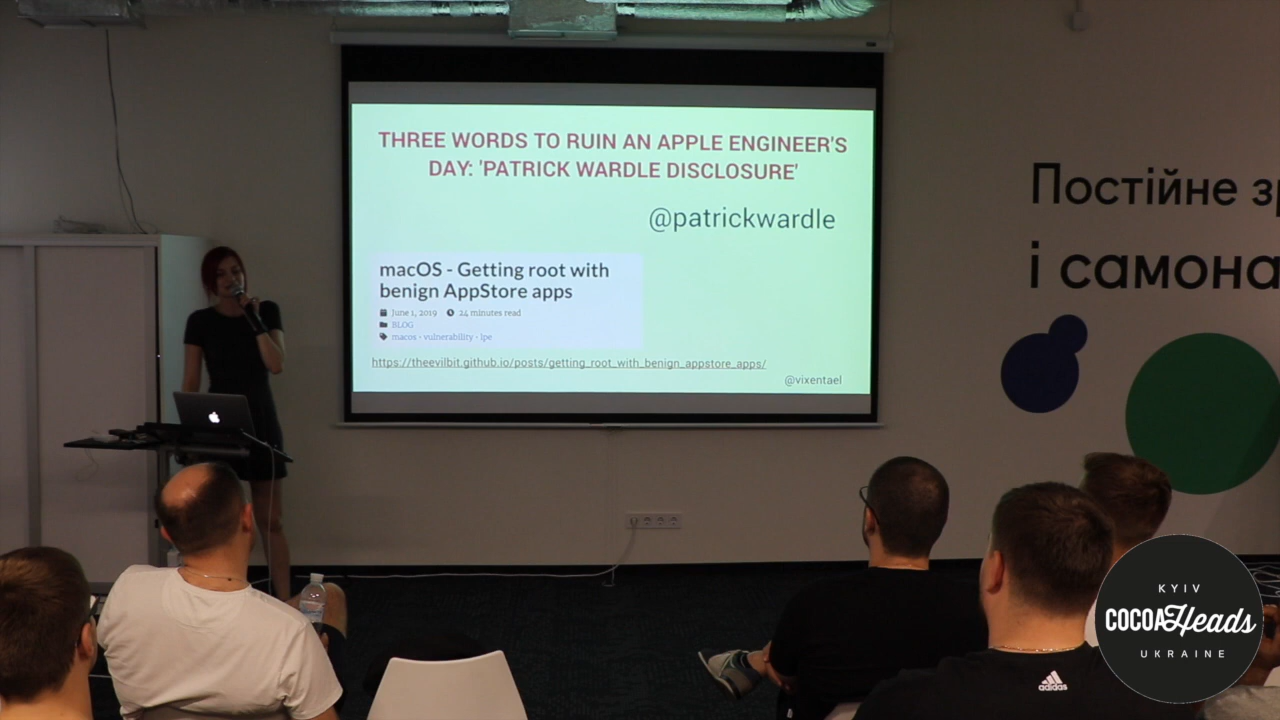 THREE WORDS TO RUIN AN APPLE ENGINEER'S
DAY: 'PATRICK WARDLE DISCLOSURE'
@patrickwardle
macOS - Getting root with
benign AppStore apps
June 1, 2019 24 minutes read
BLOG
macos · vulnerability · lpe
https://theevilbit.github.io/posts/getting_root_with_benign_appstore_apps/
@vixentael
Постійне
і самона
adidas
KYIV
COCOAHeads
UKRAINE